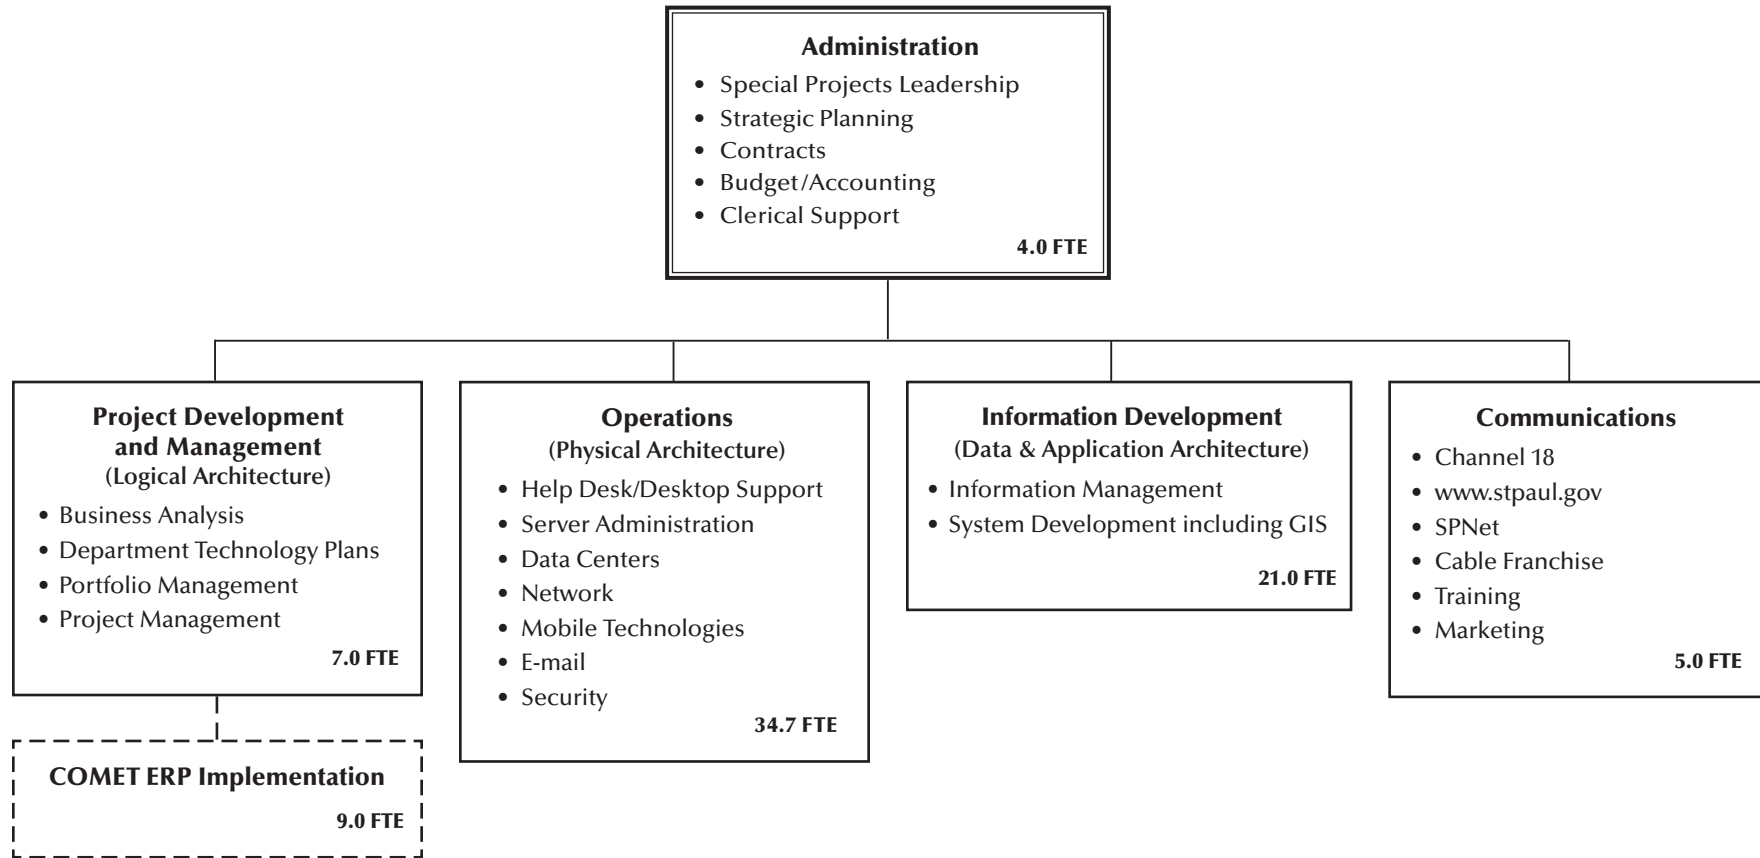 Administration
• Special Projects Leadership
• Strategic Planning
• Contracts
• Budget/Accounting
• Clerical Support
4.0 FTE
Project Development
and Management
(Logical Architecture)
• Business Analysis
• Department Technology Plans
• Portfolio Management
• Project Management
7.0 FTE
COMET ERP Implementation
9.0 FTE
Operations
(Physical Architecture)
• Help Desk/Desktop Support
• Server Administration
• Data Centers
• Network
• Mobile Technologies
• E-mail
• Security
34.7 FTE
Information Development
(Data & Application Architecture)
• Information Management
• System Development including GIS
21.0 FTE
Communications
• Channel 18
• www.stpaul.gov
• SPNet
• Cable Franchise
• Training
• Marketing
5.0 FTE